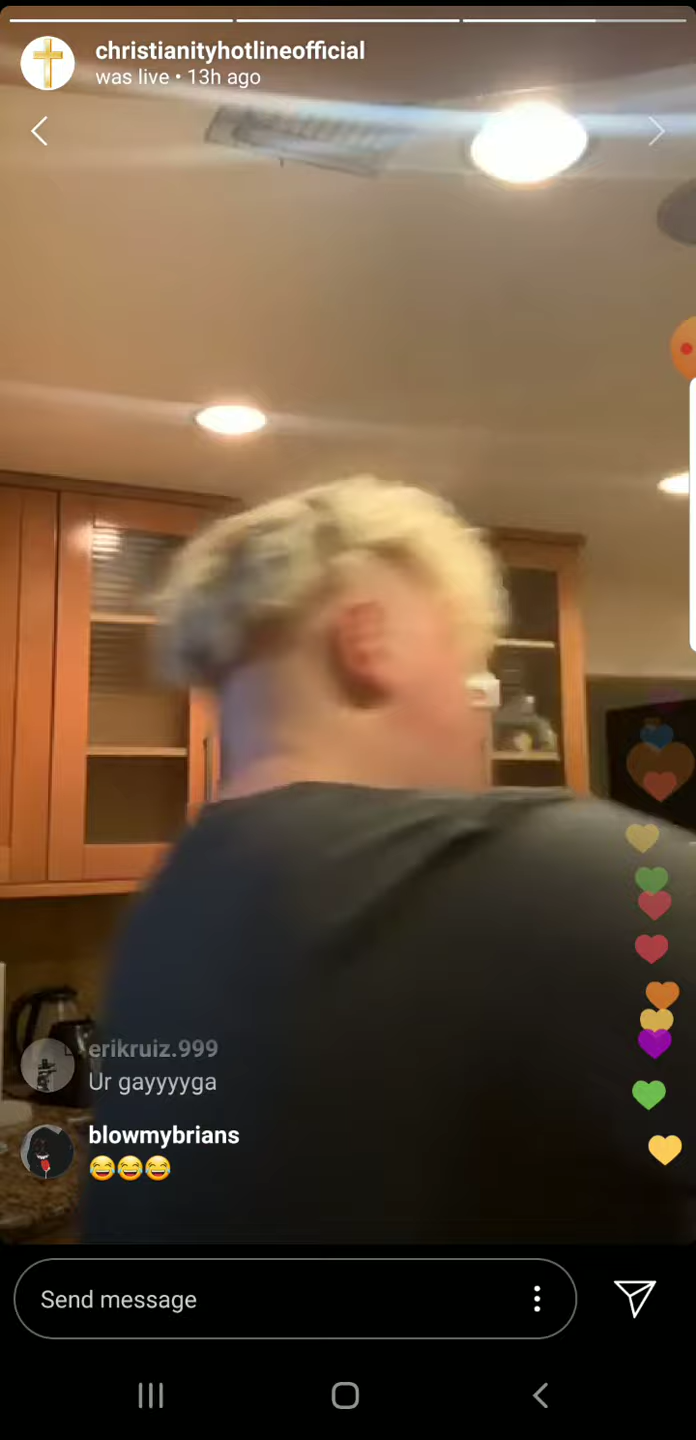 christianityhotlineofficial
was live • 13h ago
erikruiz.999
Ur gayyyyga
blowmybrians
😂😂😂
Send message